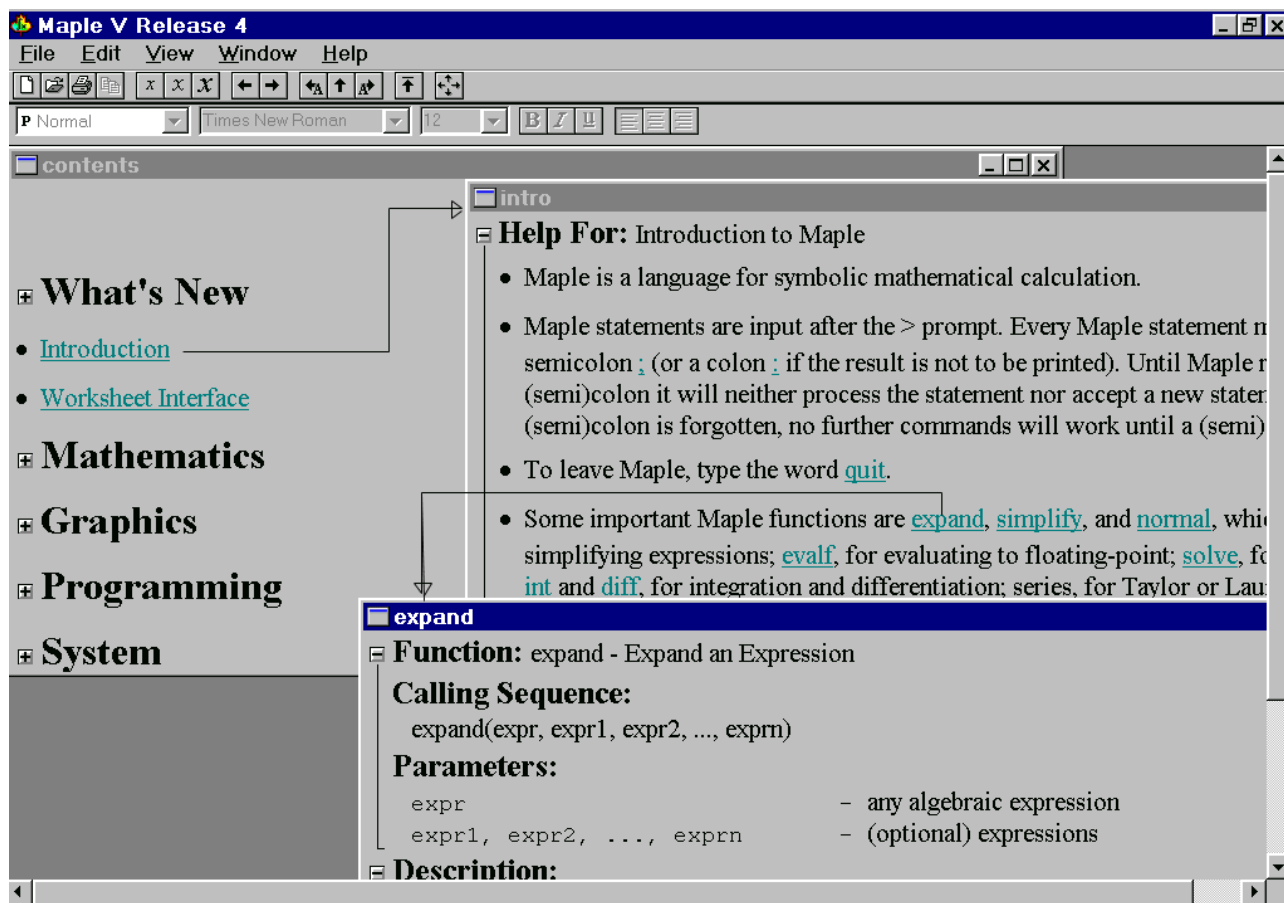 Maple V Release 4
File Edit View Window Help
x x x A A
P Normal Times New Roman 12 B I U
contents
What's New
• Introduction
• Worksheet Interface
Mathematics
Graphics
Programming
System
intro
Help For: Introduction to Maple
• Maple is a language for symbolic mathematical calculation.
• Maple statements are input after the > prompt. Every Maple statement
semicolon ; (or a colon : if the result is not to be printed). Until Maple
(semi)colon it will neither process the statement nor accept a new
(semi)colon is forgotten, no further commands will work until a (semi)
• To leave Maple, type the word quit.
• Some important Maple functions are expand, simplify, and normal,
simplifying expressions; evalf, for evaluating to floating-point; solve,
int and diff, for integration and differentiation; series, for Taylor or
expand
Function: expand - Expand an Expression
Calling Sequence:
expand(expr, expr1, expr2, ..., exprn)
Parameters:
expr - any algebraic expression
expr1, expr2, ..., exprn - (optional) expressions
Description: